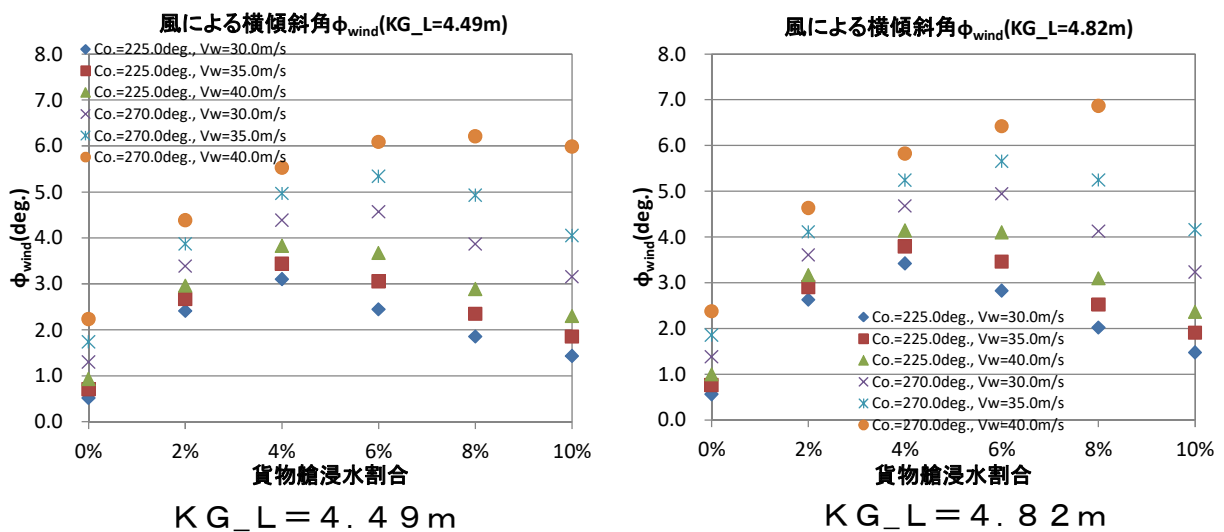 風による横傾斜角φwind(KG_L=4.49m)
8.0
7.0
6.0
5.0
4.0
3.0
2.0
1.0
0.0
φwind(deg.)
Co.=225.0deg., Vw=30.0m/s
Co.=225.0deg., Vw=35.0m/s
Co.=225.0deg., Vw=40.0m/s
Co.=270.0deg., Vw=30.0m/s
Co.=270.0deg., Vw=35.0m/s
Co.=270.0deg., Vw=40.0m/s
0% 2% 4% 6% 8% 10%
貨物艙浸水割合
KG_L=4.49m
風による横傾斜角φwind(KG_L=4.82m)
8.0
7.0
6.0
5.0
4.0
3.0
2.0
1.0
0.0
φwind(deg.)
Co.=225.0deg., Vw=30.0m/s
Co.=225.0deg., Vw=35.0m/s
Co.=225.0deg., Vw=40.0m/s
Co.=270.0deg., Vw=30.0m/s
Co.=270.0deg., Vw=35.0m/s
Co.=270.0deg., Vw=40.0m/s
0% 2% 4% 6% 8% 10%
貨物艙浸水割合
KG_L=4.82m